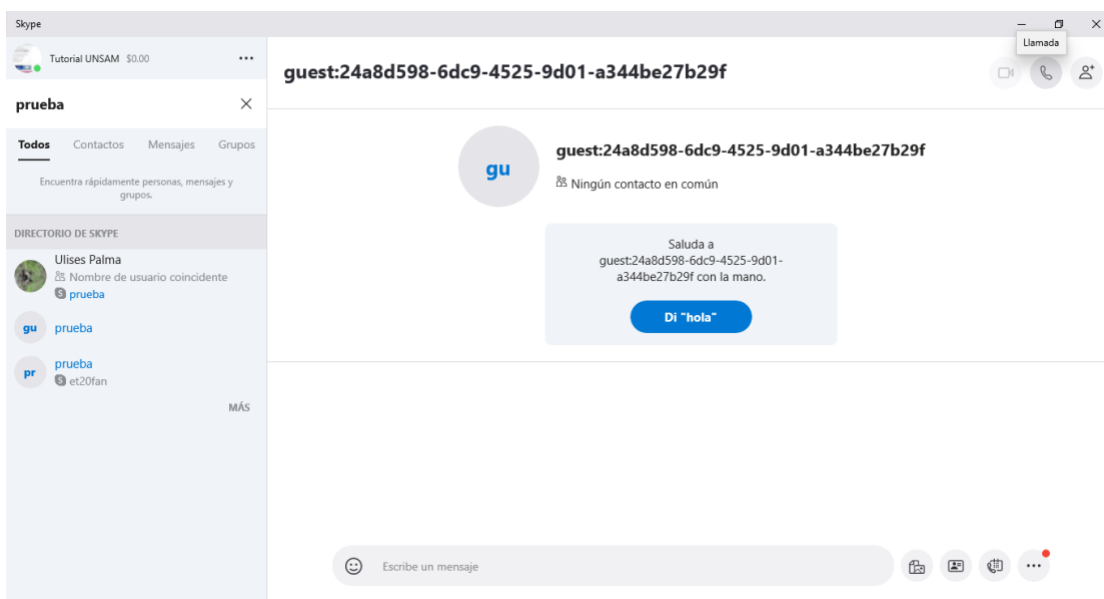 Skype
Llamada
Tutorial UNSAM $0.00
guest:24a8d598-6dc9-4525-9d01-a344be27b29f
prueba
Todos Contactos Mensajes Grupos
Encuentra rápidamente personas, mensajes y
grupos.
DIRECTORIO DE SKYPE
Ulises Palma
Nombre de usuario coincidente
prueba
gu prueba
pr prueba
et20fan
MÁS
gu
guest:24a8d598-6dc9-4525-9d01-a344be27b29f
Ningún contacto en común
Saluda a
guest:24a8d598-6dc9-4525-9d01-
a344be27b29f con la mano.
Di "hola"
Escribe un mensaje